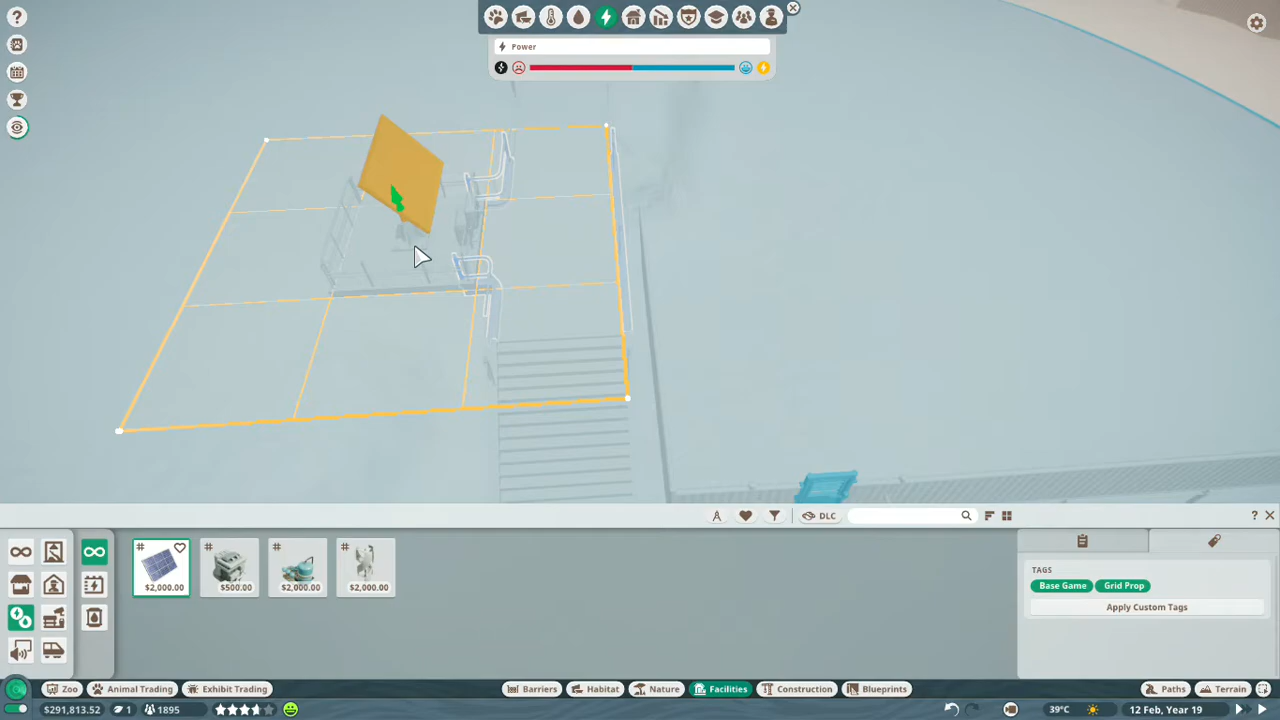 Power
DLC
$2,000.00
$500.00
$2,000.00
$2,000.00
TAGS
Base Game
Grid Prop
Apply Custom Tags
Zoo
Animal Trading
Exhibit Trading
Barriers
Habitat
Nature
Facilities
Construction
Blueprints
Paths
Terrain
$291,813.52
1
1895
39°C
12 Feb, Year 19